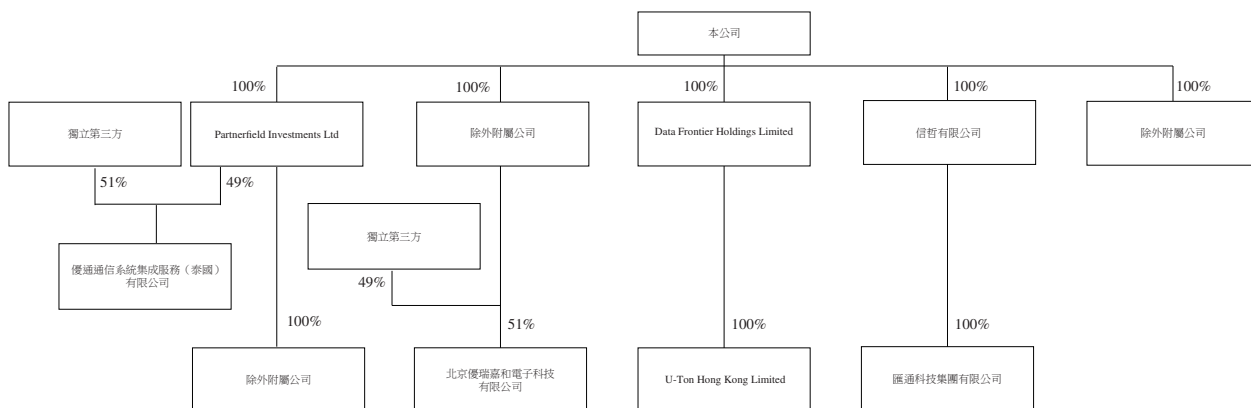 本公司
100%
100%
100%
100%
100%
獨立第三方
Partnerfield Investments Ltd
除外附屬公司
Data Frontier Holdings Limited
信哲有限公司
除外附屬公司
51%
49%
獨立第三方
優通通信系統集成服務（泰國）
有限公司
49%
100%
51%
100%
100%
除外附屬公司
北京優瑞嘉和電子科技
有限公司
U-Ton Hong Kong Limited
匯通科技集團有限公司